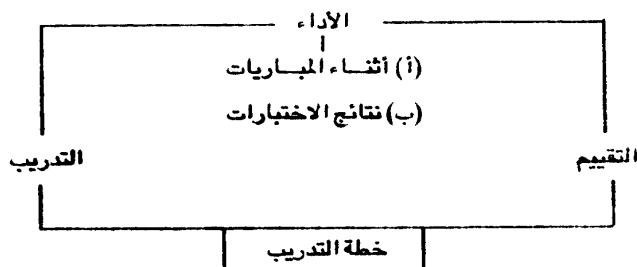 الأداء
(أ) أثناء المباريات
(ب) نتائج الاختبارات
التقييم
التدريب
خطة التدريب